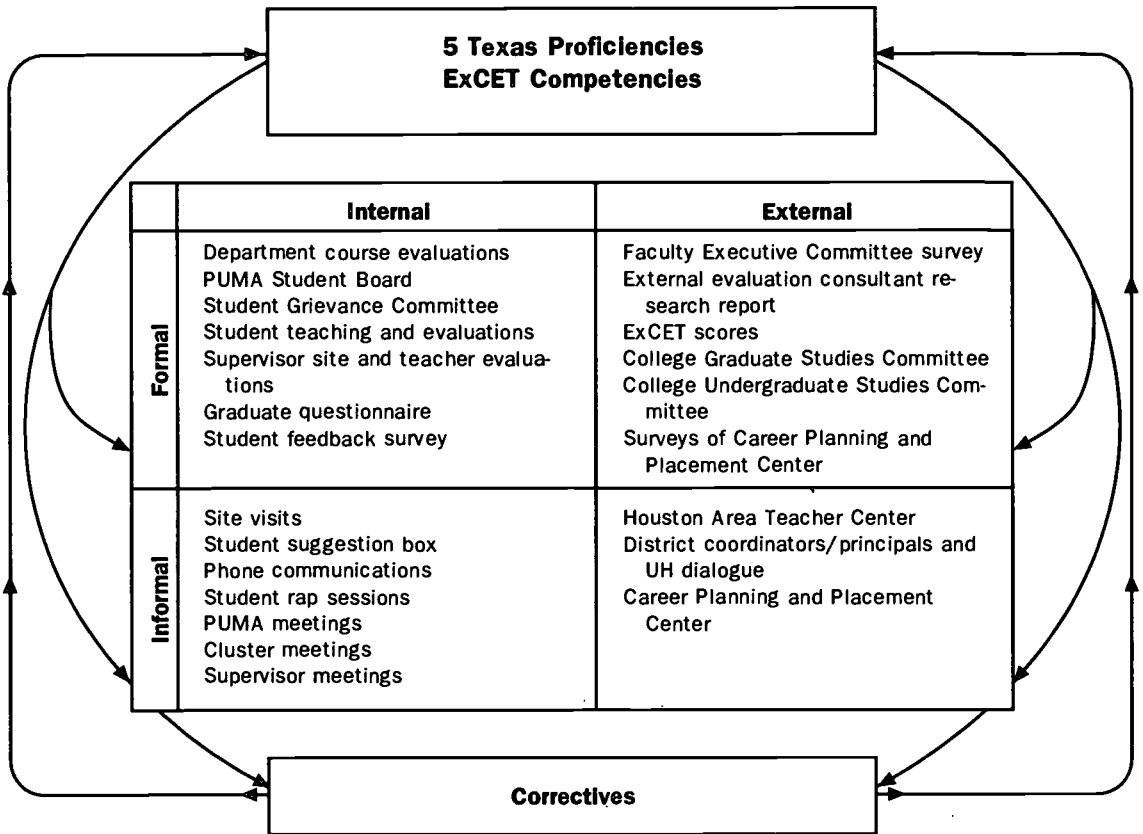 5 Texas Proficiencies
ExCET Competencies
Internal
External
Formal
Department course evaluations
PUMA Student Board
Student Grievance Committee
Student teaching and evaluations
Supervisor site and teacher evalua-
tions
Graduate questionnaire
Student feedback survey
Faculty Executive Committee survey
External evaluation consultant re-
search report
ExCET scores
College Graduate Studies Committee
College Undergraduate Studies Com-
mittee
Surveys of Career Planning and
Placement Center
Informal
Site visits
Student suggestion box
Phone communications
Student rap sessions
PUMA meetings
Cluster meetings
Supervisor meetings
Houston Area Teacher Center
District coordinators/principals and
UH dialogue
Career Planning and Placement
Center
Correctives